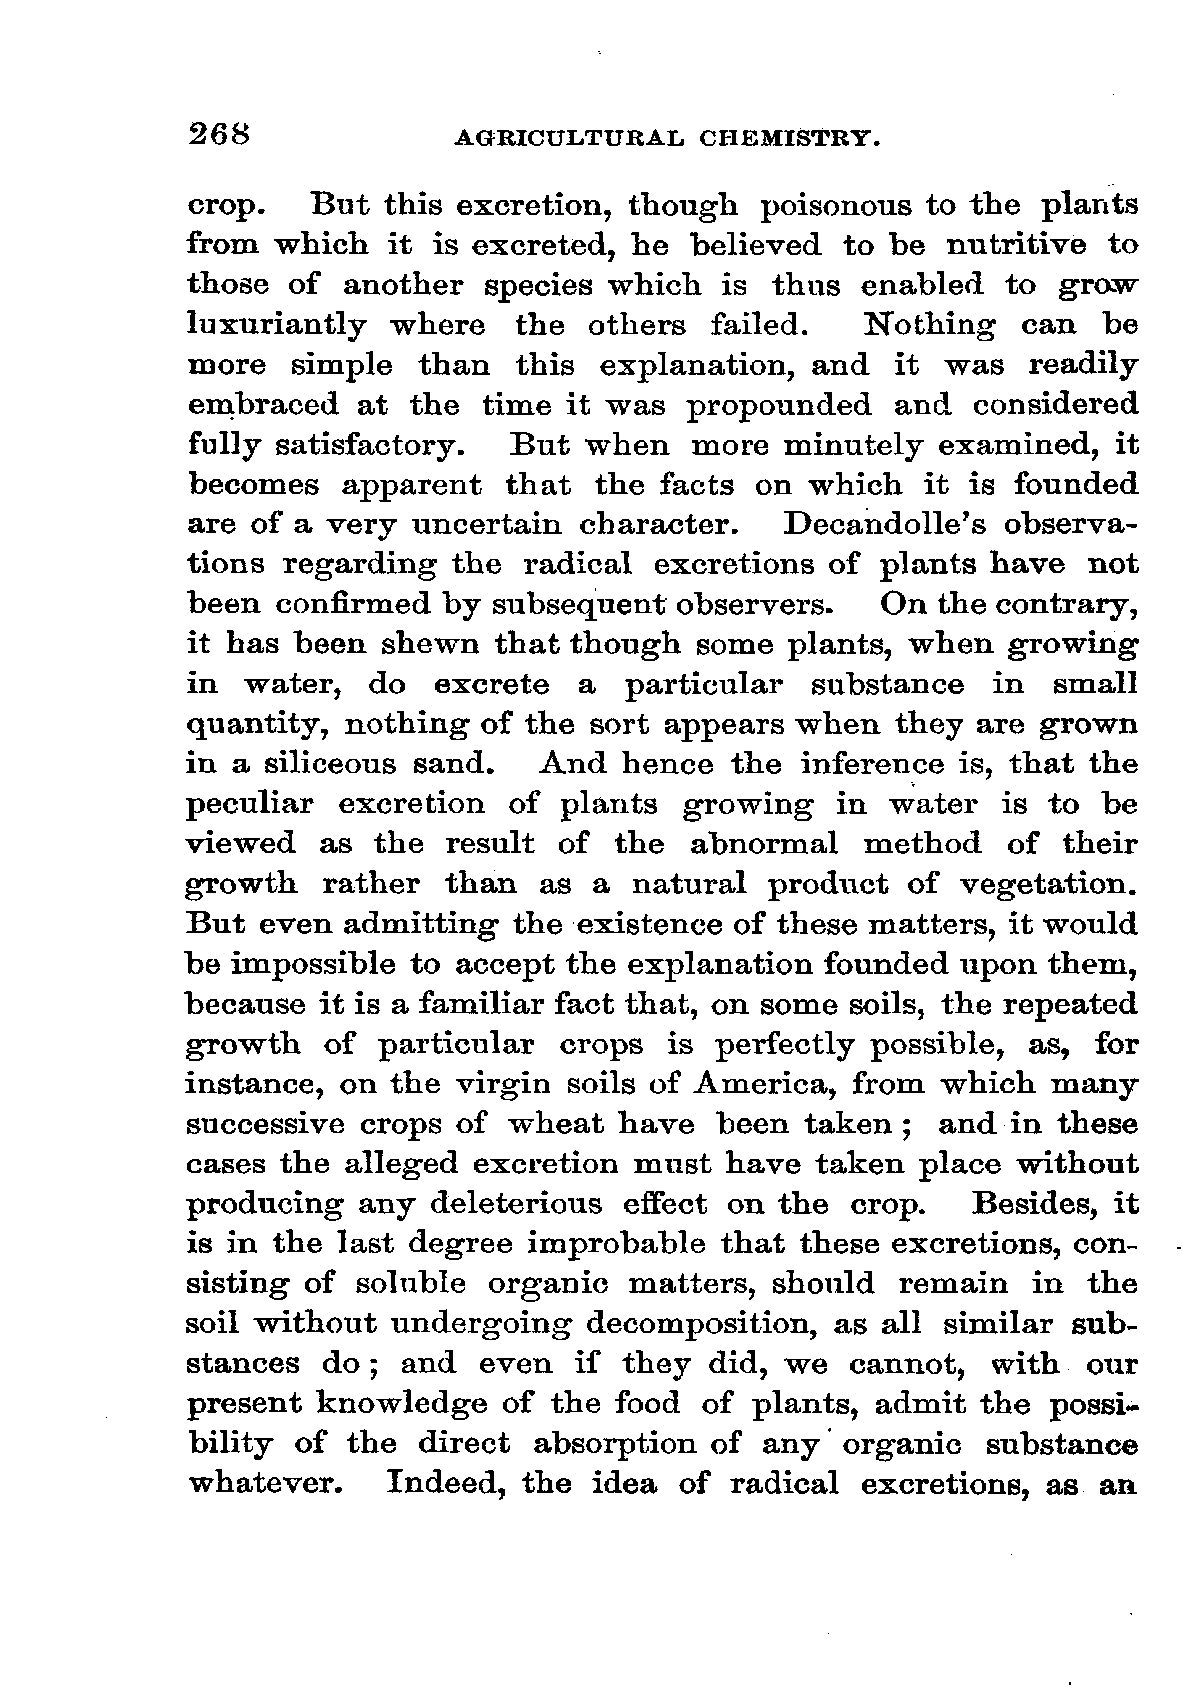 268 AGRICULTURAL CHEMISTRY.
crop. But this excretion, though poisonous to the plants
from which it is excreted, he believed to be nutritive to
those of another species which is thus enabled to grow
luxuriantly where the others failed. Nothing can be
more simple than this explanation, and it was readily
embraced at the time it was propounded and considered
fully satisfactory. But when more minutely examined, it
becomes apparent that the facts on which it is founded
are of a very uncertain character. Decandolle's observa-
tions regarding the radical excretions of plants have not
been confirmed by subsequent observers. On the contrary,
it has been shewn that though some plants, when growing
in water, do excrete a particular substance in small
quantity, nothing of the sort appears when they are grown
in a siliceous sand. And hence the inference is, that the
peculiar excretion of plants growing in water is to be
viewed as the result of the abnormal method of their
growth rather than as a natural product of vegetation.
But even admitting the existence of these matters, it would
be impossible to accept the explanation founded upon them,
because it is a familiar fact that, on some soils, the repeated
growth of particular crops is perfectly possible, as, for
instance, on the virgin soils of America, from which many
successive crops of wheat have been taken ; and in these
cases the alleged excretion must have taken place without
producing any deleterious effect on the crop. Besides, it
is in the last degree improbable that these excretions, con-
sisting of soluble organic matters, should remain in the
soil without undergoing decomposition, as all similar sub-
stances do ; and even if they did, we cannot, with our
present knowledge of the food of plants, admit the possi-
bility of the direct absorption of any organic substance
whatever. Indeed, the idea of radical excretions, as an